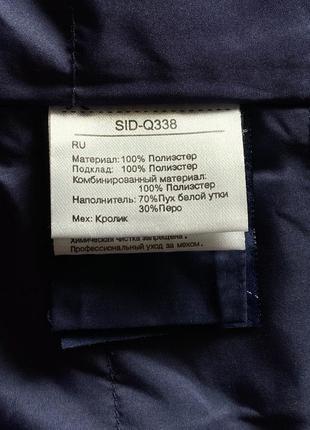 SID-Q338
RU
Материал: 100% Полиэстер
Подклад: 100% Полиэстер
Комбинированный материал:
100% Полиэстер
Наполнитель: 70%Пух белой утки
30%Перо
Мех: Кролик
Химическая чистка запрещена.
Профессиональный уход за мехом.